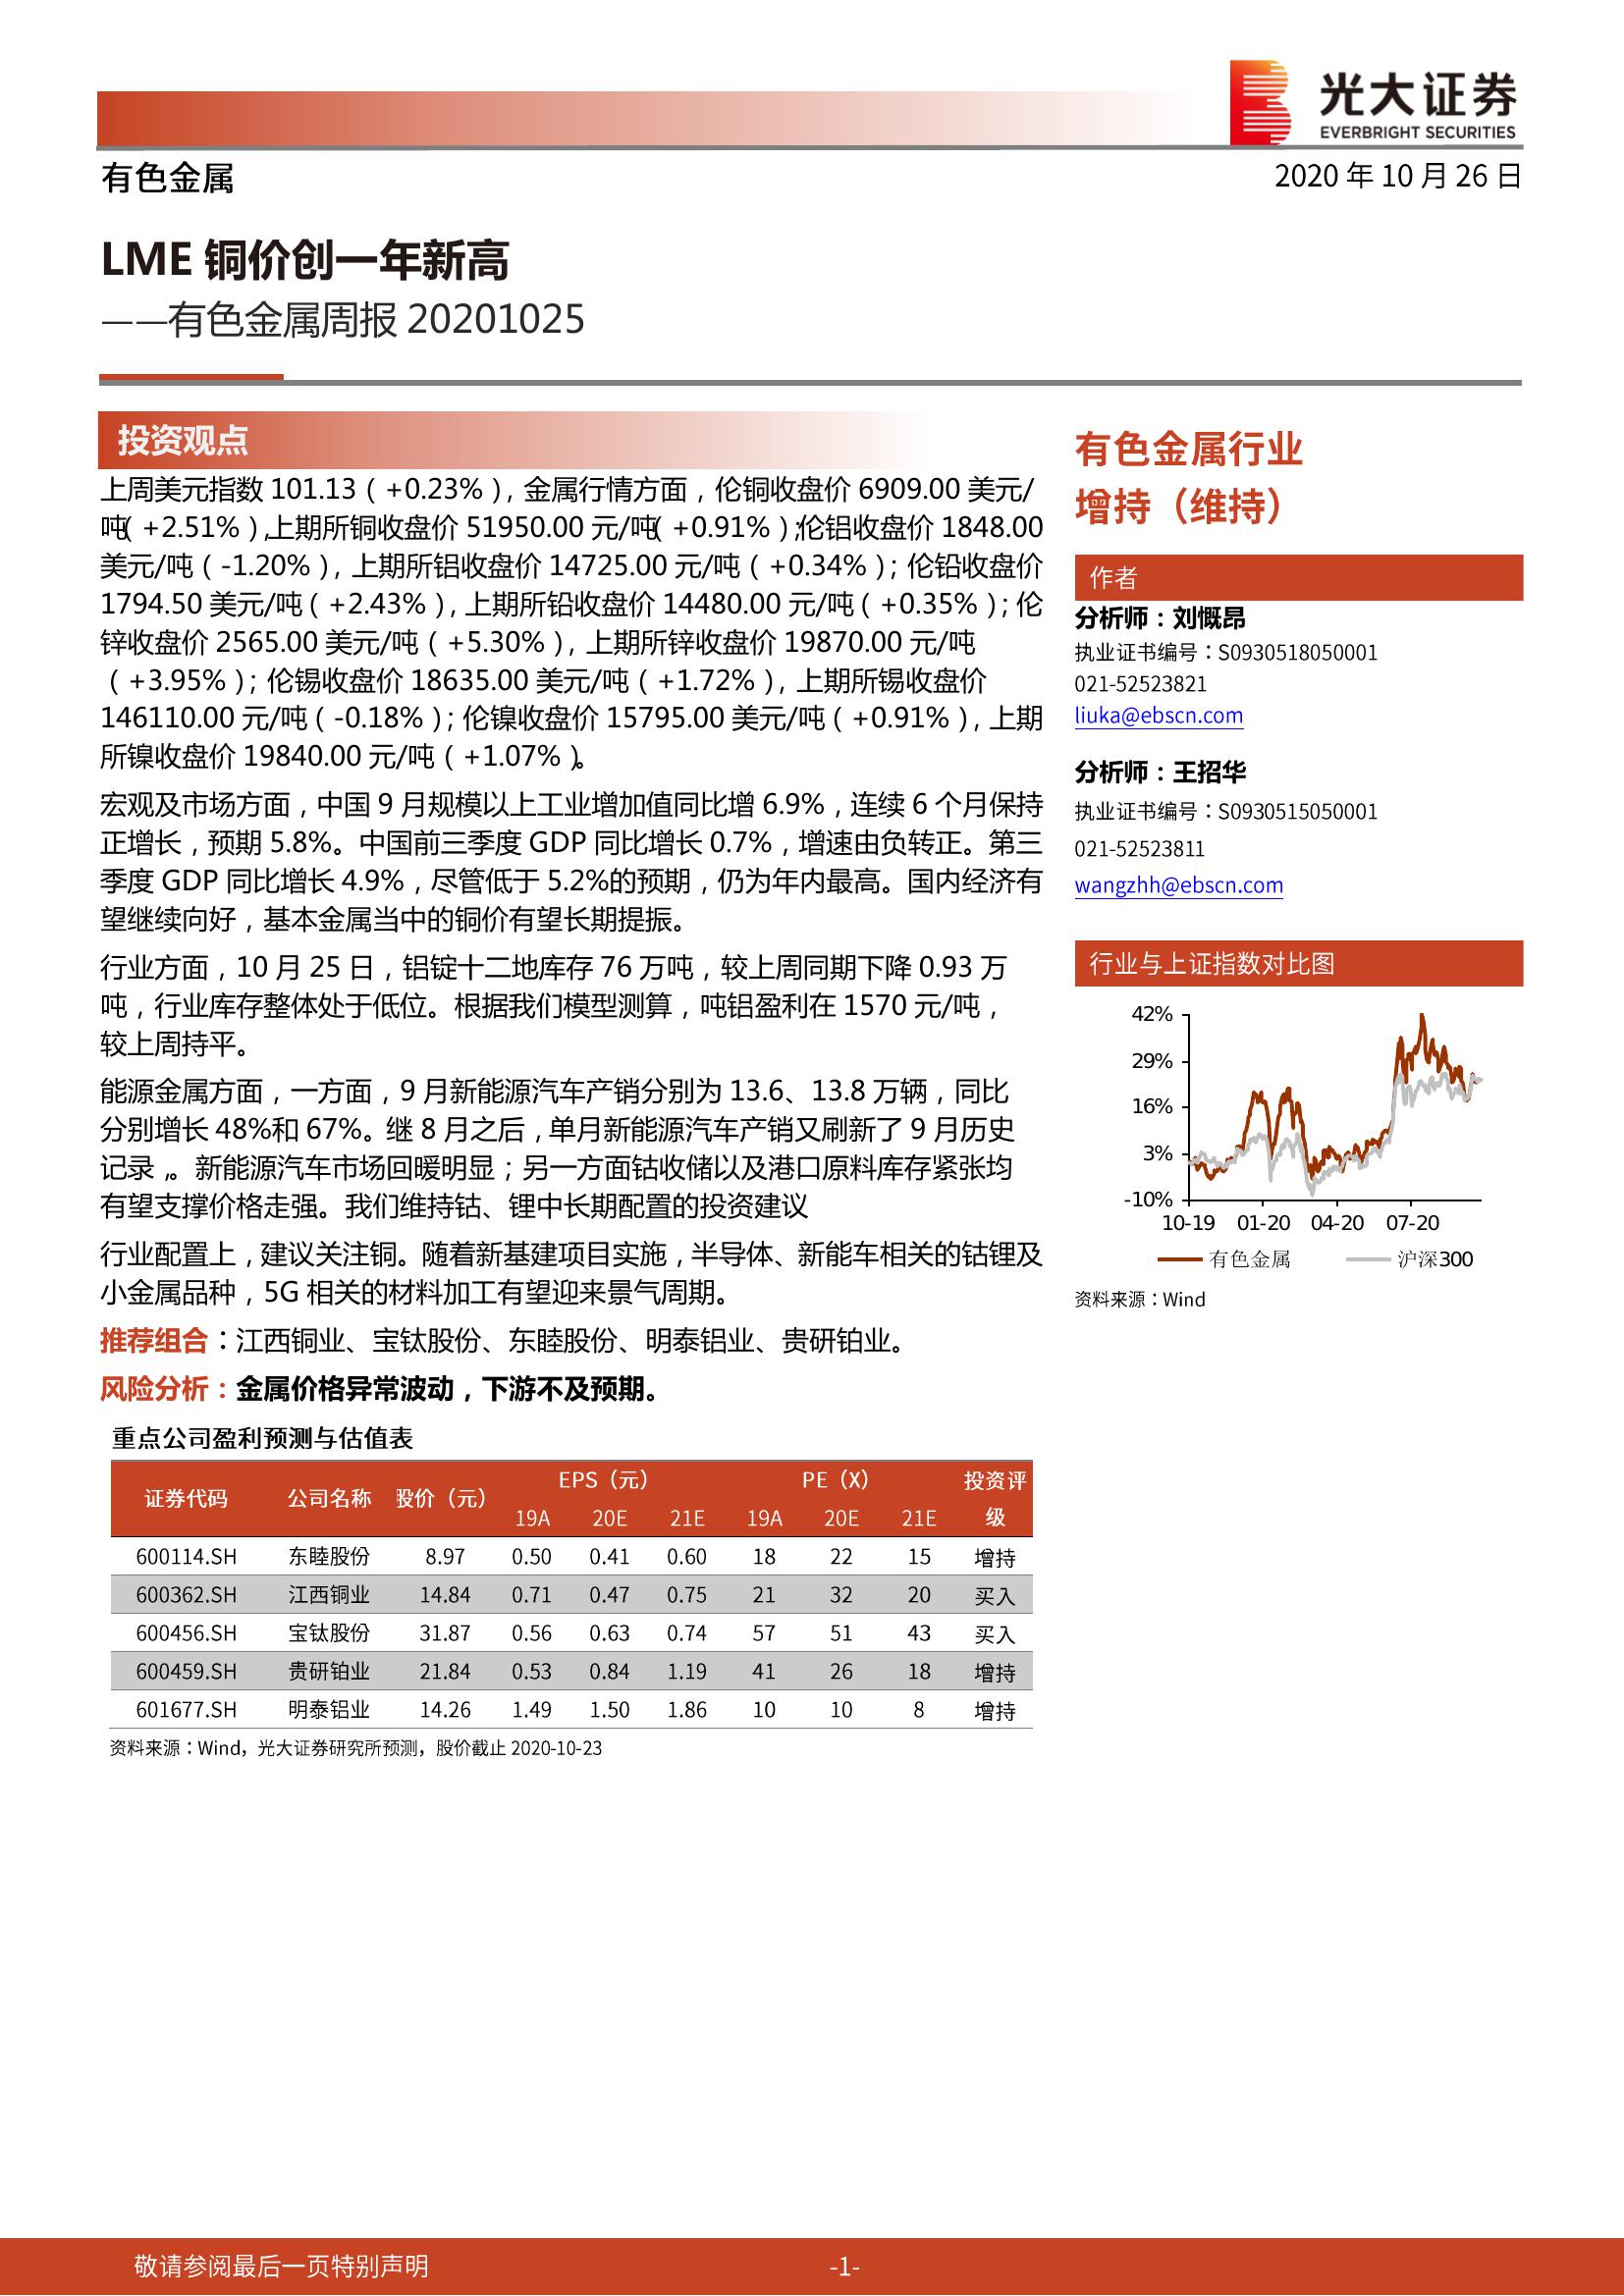 光大证券
EVERBRIGHT SECURITIES
有色金属
2020 年 10 月 26 日
LME 铜价创一年新高
——有色金属周报 20201025
投资观点
上周美元指数 101.13（+0.23%），金属行情方面，伦铜收盘价 6909.00 美元/
吨（+2.51%），上期所铜收盘价 51950.00 元/吨（+0.91%）；伦铝收盘价 1848.00
美元/吨（-1.20%），上期所铝收盘价 14725.00 元/吨（+0.34%）；伦铅收盘价
1794.50 美元/吨（+2.43%），上期所铅收盘价 14480.00 元/吨（+0.35%）；伦
锌收盘价 2565.00 美元/吨（+5.30%），上期所锌收盘价 19870.00 元/吨
（+3.95%）；伦锡收盘价 18635.00 美元/吨（+1.72%），上期所锡收盘价
146110.00 元/吨（-0.18%）；伦镍收盘价 15795.00 美元/吨（+0.91%），上期
所镍收盘价 19840.00 元/吨（+1.07%）。
宏观及市场方面，中国 9 月规模以上工业增加值同比增 6.9%，连续 6 个月保持
正增长，预期 5.8%。中国前三季度 GDP 同比增长 0.7%，增速由负转正。第三
季度 GDP 同比增长 4.9%，尽管低于 5.2%的预期，仍为年内最高。国内经济有
望继续向好，基本金属当中的铜价有望长期提振。
行业方面，10 月 25 日，铝锭十二地库存 76 万吨，较上周同期下降 0.93 万
吨，行业库存整体处于低位。根据我们模型测算，吨铝盈利在 1570 元/吨，
较上周持平。
能源金属方面，一方面，9 月新能源汽车产销分别为 13.6、13.8 万辆，同比
分别增长 48%和 67%。继 8 月之后，单月新能源汽车产销又刷新了 9 月历史
记录，。新能源汽车市场回暖明显；另一方面钴收储以及港口原料库存紧张均
有望支撑价格走强。我们维持钴、锂中长期配置的投资建议
行业配置上，建议关注铜。随着新基建项目实施，半导体、新能车相关的钴锂及
小金属品种，5G 相关的材料加工有望迎来景气周期。
推荐组合：江西铜业、宝钛股份、东睦股份、明泰铝业、贵研铂业。
风险分析：金属价格异常波动，下游不及预期。
重点公司盈利预测与估值表
证券代码 公司名称 股价（元） EPS（元） PE（X） 投资评级
19A 20E 21E 19A 20E 21E
600114.SH 东睦股份 8.97 0.50 0.41 0.60 18 22 15 增持
600362.SH 江西铜业 14.84 0.71 0.47 0.75 21 32 20 买入
600456.SH 宝钛股份 31.87 0.56 0.63 0.74 57 51 43 买入
600459.SH 贵研铂业 21.84 0.53 0.84 1.19 41 26 18 增持
601677.SH 明泰铝业 14.26 1.49 1.50 1.86 10 10 8 增持
资料来源：Wind，光大证券研究所预测，股价截止 2020-10-23
有色金属行业
增持（维持）
作者
分析师：刘慨昂
执业证书编号：S0930518050001
021-52523821
liuka@ebscn.com
分析师：王招华
执业证书编号：S0930515050001
021-52523811
wangzhh@ebscn.com
行业与上证指数对比图
42%
29%
16%
3%
-10%
10-19 01-20 04-20 07-20
有色金属 沪深300
资料来源：Wind
敬请参阅最后一页特别声明
-1-